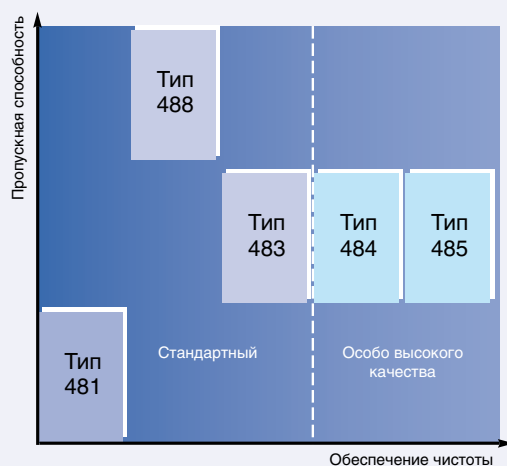 Пропускная способность
Тип
488
Тип
483
Тип
484
Тип
485
Стандартный
Особо высокого
качества
Тип
481
Обеспечение чистоты